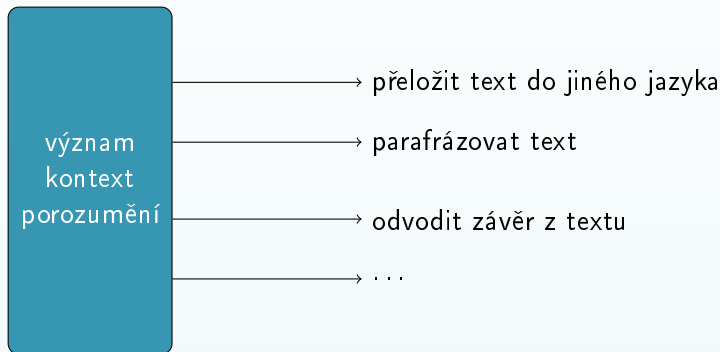 význam
kontext
porozumění
přeložit text do jiného jazyka
parafrázovat text
odvodit závěr z textu
...